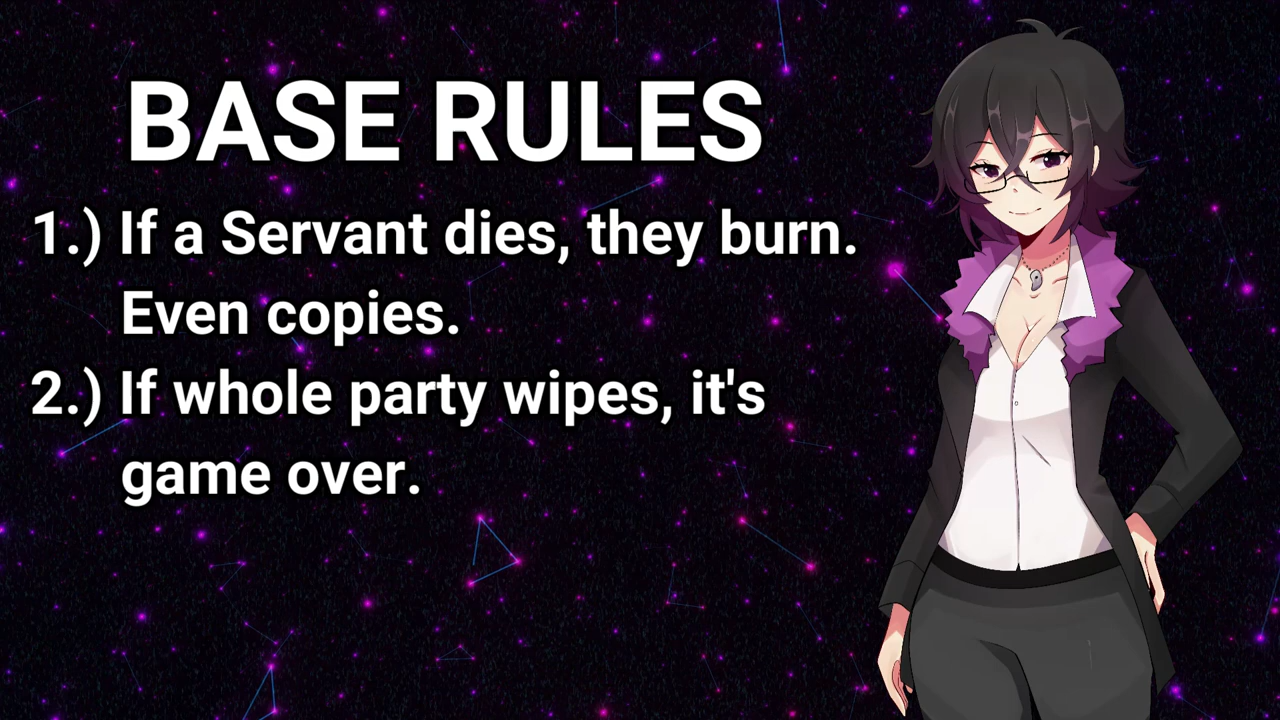 BASE RULES
1.) If a Servant dies, they burn.
Even copies.
2.) If whole party wipes, it's
game over.